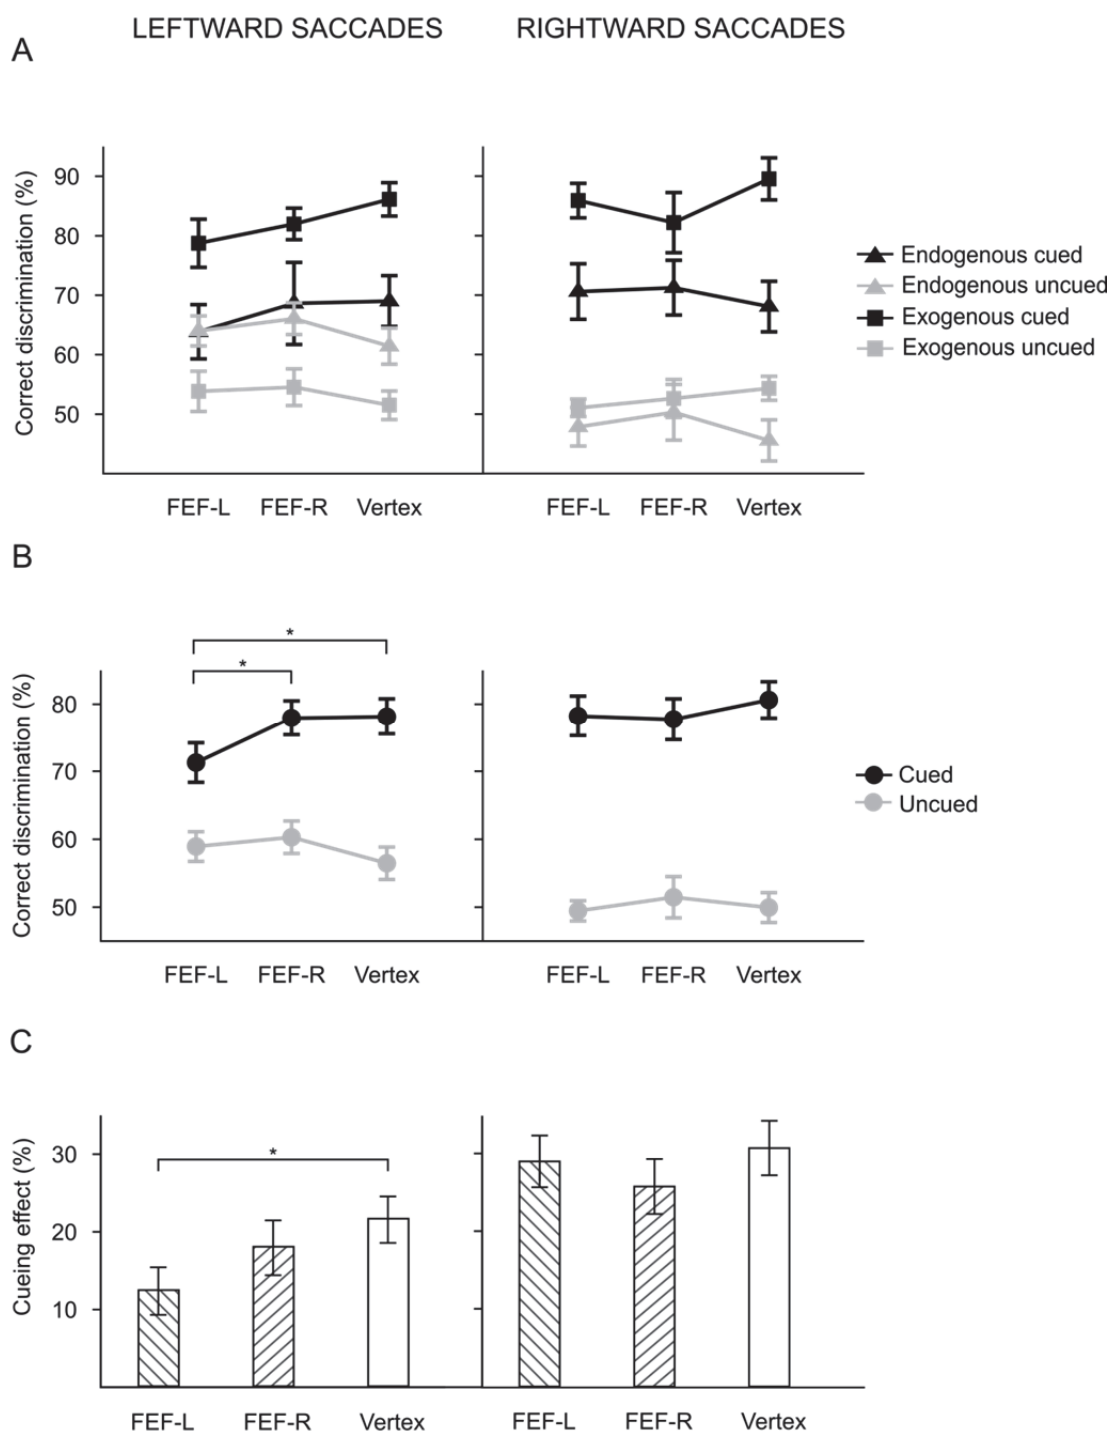 LEFTWARD SACCADES RIGHTWARD SACCADES
A
Correct discrimination (%)
90
80
70
60
50
FEF-L FEF-R Vertex FEF-L FEF-R Vertex
Endogenous cued
Endogenous uncued
Exogenous cued
Exogenous uncued
B
Correct discrimination (%)
80
70
60
50
*
*
FEF-L FEF-R Vertex FEF-L FEF-R Vertex
Cued
Uncued
C
Cueing effect (%)
30
20
10
*
FEF-L FEF-R Vertex FEF-L FEF-R Vertex